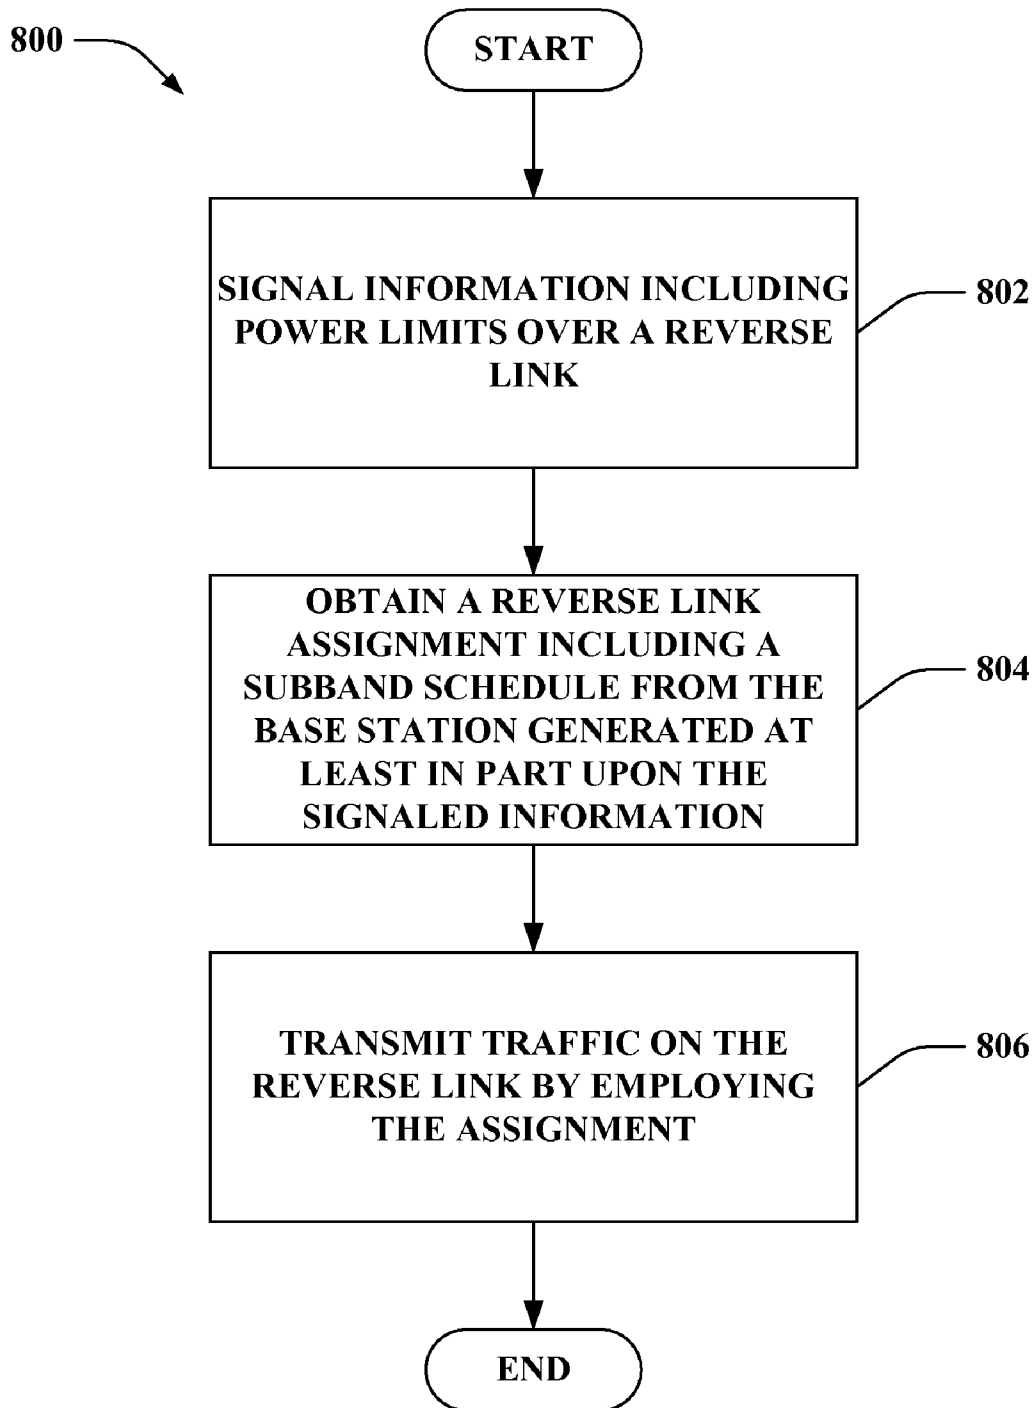 800
START
SIGNAL INFORMATION INCLUDING
POWER LIMITS OVER A REVERSE
LINK
802
OBTAIN A REVERSE LINK
ASSIGNMENT INCLUDING A
SUBBAND SCHEDULE FROM THE
BASE STATION GENERATED AT
LEAST IN PART UPON THE
SIGNALED INFORMATION
804
TRANSMIT TRAFFIC ON THE
REVERSE LINK BY EMPLOYING
THE ASSIGNMENT
806
END